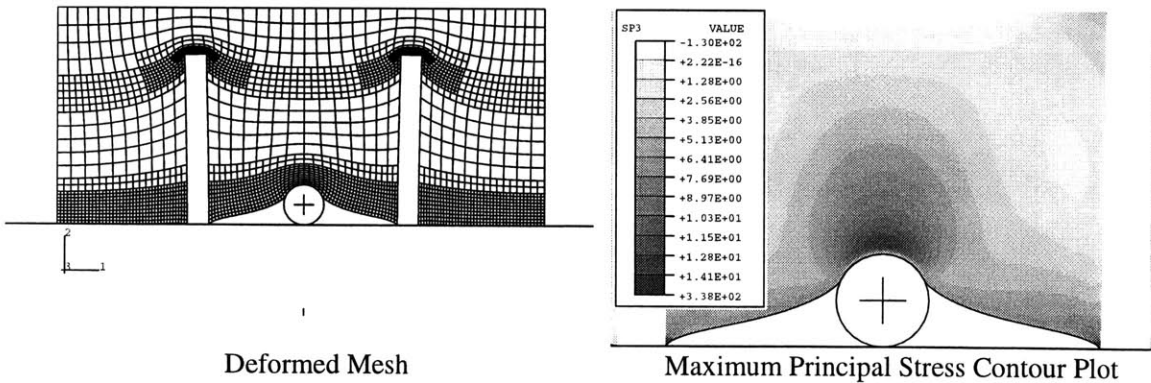 SP3 VALUE
-1.30E+02
+2.22E-16
+1.28E+00
+2.56E+00
+3.85E+00
+5.13E+00
+6.41E+00
+7.69E+00
+8.97E+00
+1.03E+01
+1.15E+01
+1.28E+01
+1.41E+01
+3.38E+02
2
3 1
Deformed Mesh
Maximum Principal Stress Contour Plot